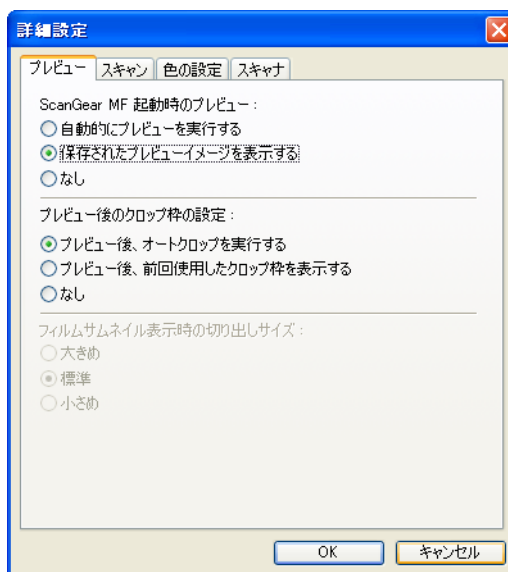 詳細設定
プレビュー スキャン 色の設定 スキャナ
ScanGear MF 起動時のプレビュー：
自動的にプレビューを実行する
保存されたプレビューイメージを表示する
なし
プレビュー後のクロップ枠の設定：
プレビュー後、オートクロップを実行する
プレビュー後、前回使用したクロップ枠を表示する
なし
フィルムサムネイル表示時の切り出しサイズ：
大きめ
標準
小さめ
OK キャンセル